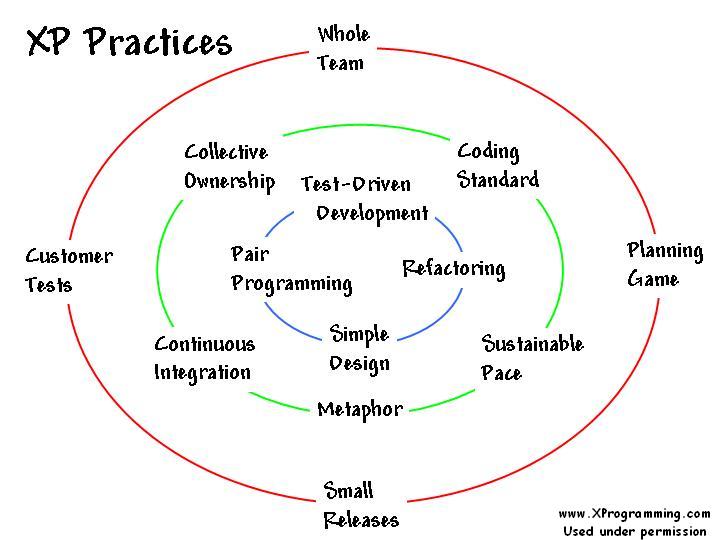 XP Practices
Whole
Team
Collective
Ownership
Coding
Standard
Test-Driven
Development
Customer
Tests
Pair
Programming
Refactoring
Planning
Game
Continuous
Integration
Simple
Design
Sustainable
Pace
Metaphor
Small
Releases
www.XProgramming.com
Used under permission